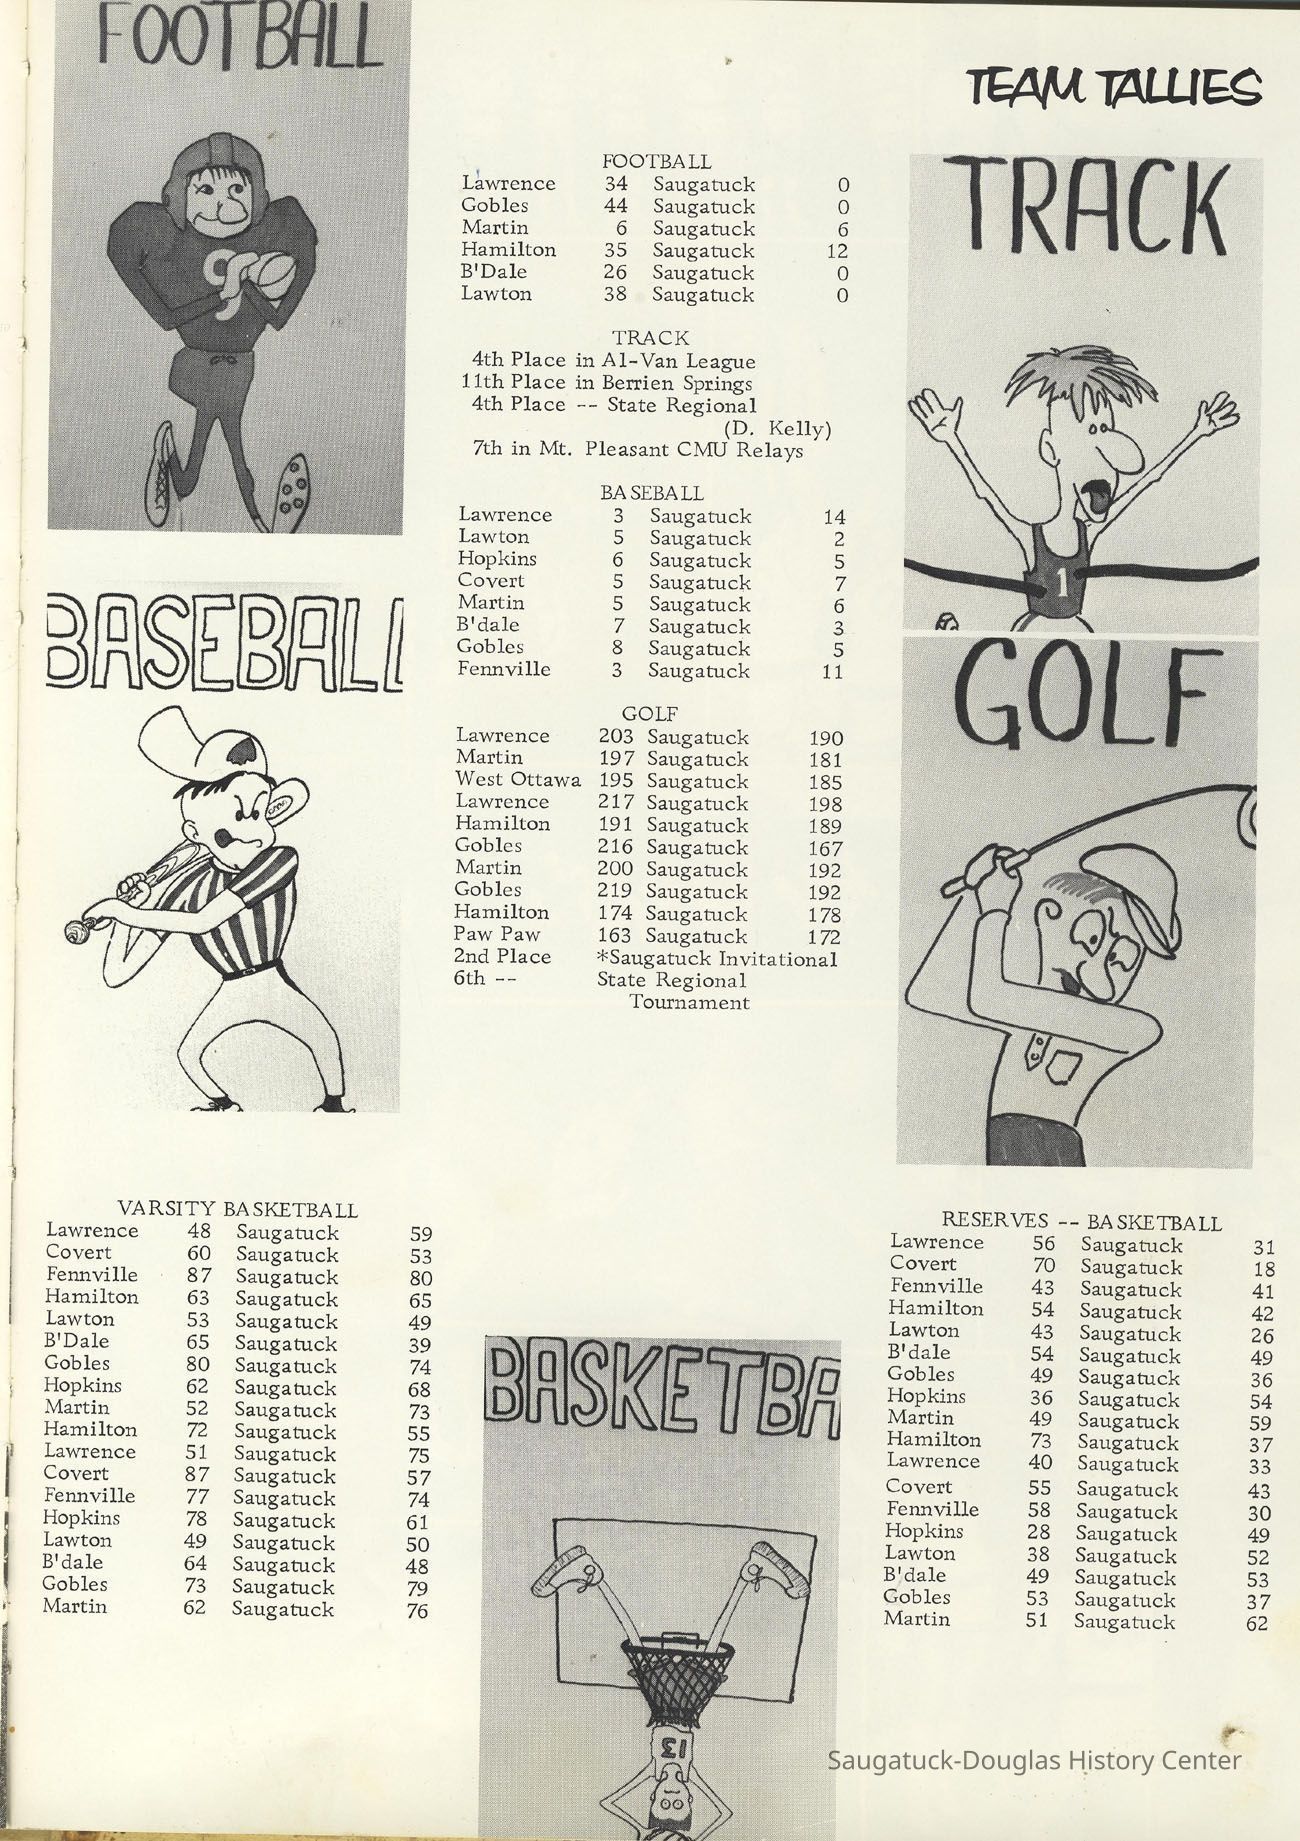 FOOTBALL
TEAM TALLIES
FOOTBALL
Lawrence 34 Saugatuck 0
Gobles 44 Saugatuck 0
Martin 6 Saugatuck 6
Hamilton 35 Saugatuck 12
B'Dale 26 Saugatuck 0
Lawton 38 Saugatuck 0
TRACK
4th Place in Al-Van League
11th Place in Berrien Springs
4th Place -- State Regional
(D. Kelly)
7th in Mt. Pleasant CMU Relays
BASEBALL
Lawrence 3 Saugatuck 14
Lawton 5 Saugatuck 2
Hopkins 6 Saugatuck 5
Covert 5 Saugatuck 7
Martin 5 Saugatuck 6
B'dale 7 Saugatuck 3
Gobles 8 Saugatuck 5
Fennville 3 Saugatuck 11
GOLF
Lawrence 203 Saugatuck 190
Martin 197 Saugatuck 181
West Ottawa 195 Saugatuck 185
Lawrence 217 Saugatuck 198
Hamilton 191 Saugatuck 189
Gobles 216 Saugatuck 167
Martin 200 Saugatuck 192
Gobles 219 Saugatuck 192
Hamilton 174 Saugatuck 178
Paw Paw 163 Saugatuck 172
2nd Place *Saugatuck Invitational
6th -- State Regional
Tournament
TRACK
1
GOLF
BASEBALL
VARSITY BASKETBALL
Lawrence 48 Saugatuck 59
Covert 60 Saugatuck 53
Fennville 87 Saugatuck 80
Hamilton 63 Saugatuck 65
Lawton 53 Saugatuck 49
B'Dale 65 Saugatuck 39
Gobles 80 Saugatuck 74
Hopkins 62 Saugatuck 68
Martin 52 Saugatuck 73
Hamilton 72 Saugatuck 55
Lawrence 51 Saugatuck 75
Covert 87 Saugatuck 57
Fennville 77 Saugatuck 74
Hopkins 78 Saugatuck 61
Lawton 49 Saugatuck 50
B'dale 64 Saugatuck 48
Gobles 73 Saugatuck 79
Martin 62 Saugatuck 76
BASKETBA
13
RESERVES -- BASKETBALL
Lawrence 56 Saugatuck 31
Covert 70 Saugatuck 18
Fennville 43 Saugatuck 41
Hamilton 54 Saugatuck 42
Lawton 43 Saugatuck 26
B'dale 54 Saugatuck 49
Gobles 49 Saugatuck 36
Hopkins 36 Saugatuck 54
Martin 49 Saugatuck 59
Hamilton 73 Saugatuck 37
Lawrence 40 Saugatuck 33
Covert 55 Saugatuck 43
Fennville 58 Saugatuck 30
Hopkins 28 Saugatuck 49
Lawton 38 Saugatuck 52
B'dale 49 Saugatuck 53
Gobles 53 Saugatuck 37
Martin 51 Saugatuck 62
Saugatuck-Douglas History Center